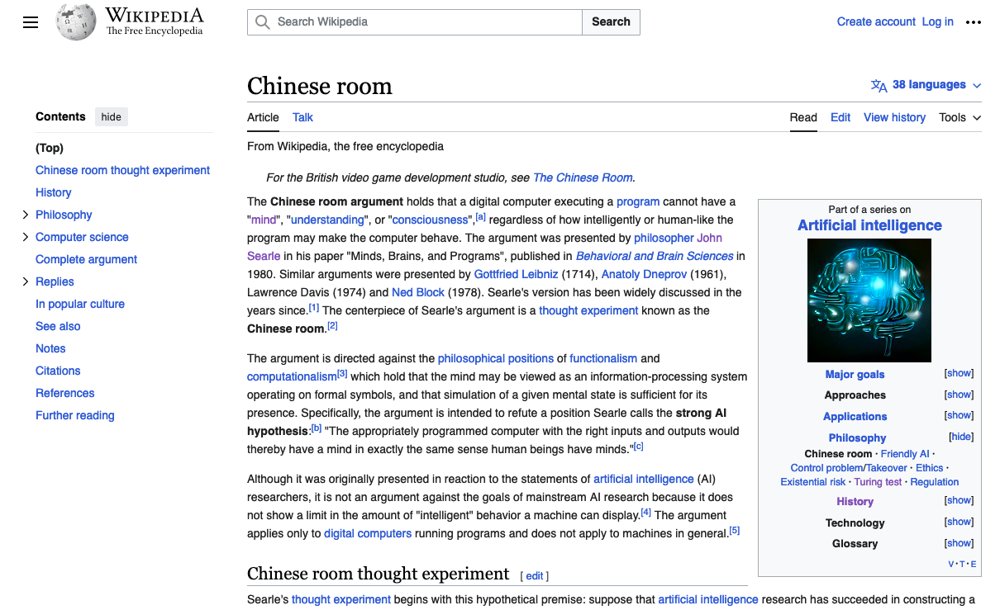 WIKIPEDIA
The Free Encyclopedia
Search Wikipedia
Search
Create account Log in
Contents hide
(Top)
Chinese room thought experiment
History
Philosophy
Computer science
Complete argument
Replies
In popular culture
See also
Notes
Citations
References
Further reading
Chinese room
38 languages
Article Talk
Read Edit View history Tools
From Wikipedia, the free encyclopedia
For the British video game development studio, see The Chinese Room.
The Chinese room argument holds that a digital computer executing a program cannot have a
"mind", "understanding", or "consciousness",[a] regardless of how intelligently or human-like the
program may make the computer behave. The argument was presented by philosopher John
Searle in his paper "Minds, Brains, and Programs", published in Behavioral and Brain Sciences in
1980. Similar arguments were presented by Gottfried Leibniz (1714), Anatoly Dneprov (1961),
Lawrence Davis (1974) and Ned Block (1978). Searle's version has been widely discussed in the
years since.[1] The centerpiece of Searle's argument is a thought experiment known as the
Chinese room.[2]
The argument is directed against the philosophical positions of functionalism and
computationalism[3] which hold that the mind may be viewed as an information-processing system
operating on formal symbols, and that simulation of a given mental state is sufficient for its
presence. Specifically, the argument is intended to refute a position Searle calls the strong AI
hypothesis:[b] "The appropriately programmed computer with the right inputs and outputs would
thereby have a mind in exactly the same sense human beings have minds."[c]
Although it was originally presented in reaction to the statements of artificial intelligence (AI)
researchers, it is not an argument against the goals of mainstream AI research because it does
not show a limit in the amount of "intelligent" behavior a machine can display.[4] The argument
applies only to digital computers running programs and does not apply to machines in general.[5]
Part of a series on
Artificial intelligence
Major goals [show]
Approaches [show]
Applications [show]
Philosophy [hide]
Chinese room · Friendly AI ·
Control problem/Takeover · Ethics ·
Existential risk · Turing test · Regulation
History [show]
Technology [show]
Glossary [show]
V · T · E
Chinese room thought experiment [ edit ]
Searle's thought experiment begins with this hypothetical premise: suppose that artificial intelligence research has succeeded in constructing a